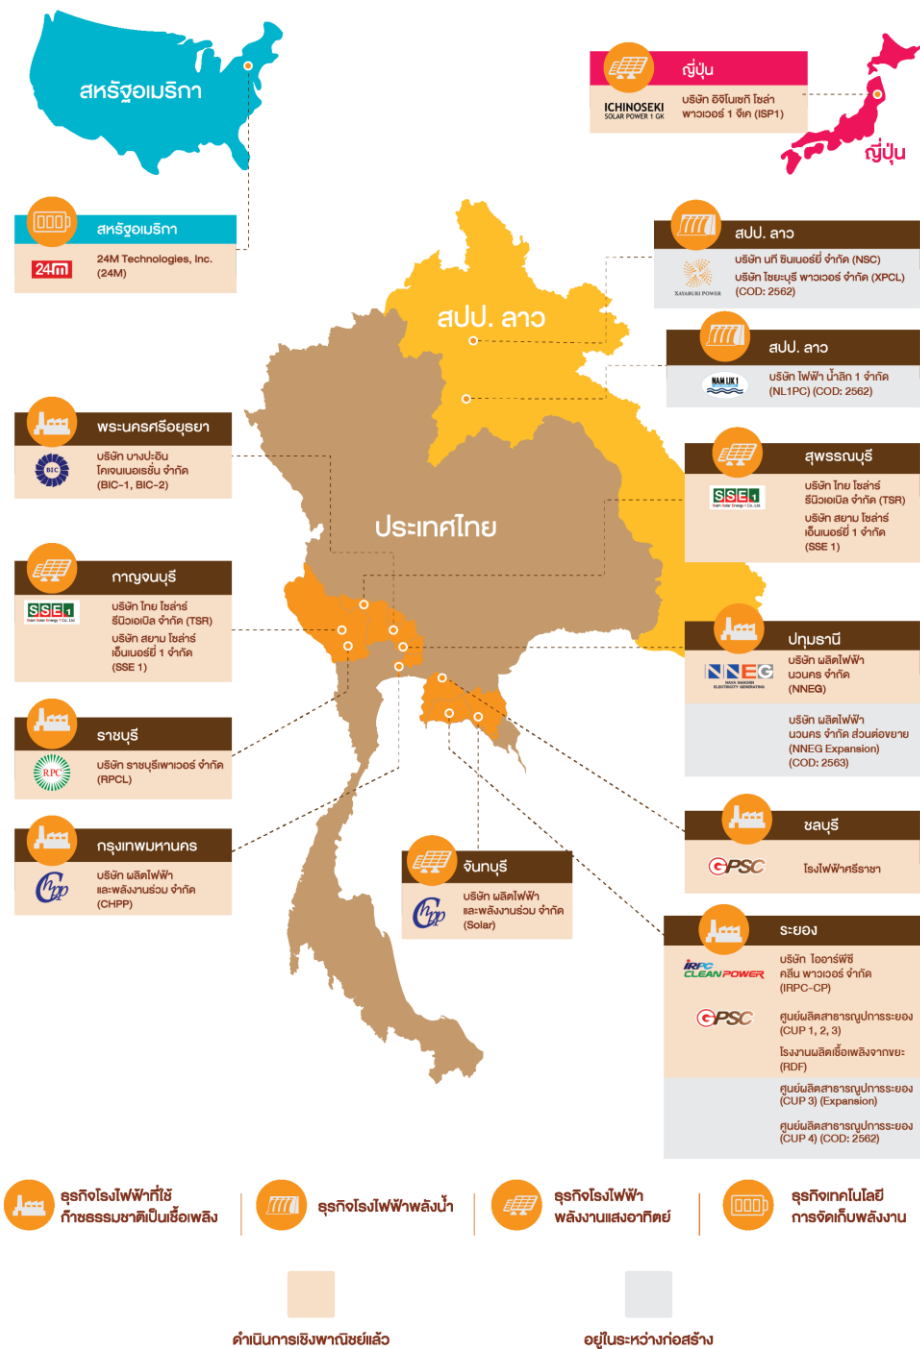 สหรัฐอเมริกา
ญี่ปุ่น
ICHINOSEKI
SOLAR POWER 1 GK
บริษัท อิจิโนเซกิ โซล่า
พาวเวอร์ 1 จีเค (ISP1)
ญี่ปุ่น
สหรัฐอเมริกา
24m
24M Technologies, Inc.
(24M)
สปป. ลาว
XAYABURI POWER
บริษัท นที ซินเนอร์ยี่ จำกัด (NSC)
บริษัท ไซยะบุรี พาวเวอร์ จำกัด (XPCL)
(COD: 2562)
สปป. ลาว
สปป. ลาว
NAM LIK 1
บริษัท ไฟฟ้า น้ำลิก 1 จำกัด
(NL1PC) (COD: 2562)
พระนครศรีอยุธยา
BIC
บริษัท บางปะอิน
โคเจนเนอเรชั่น จำกัด
(BIC-1, BIC-2)
สุพรรณบุรี
SSE1
Siam Solar Energy 1 Co., Ltd.
บริษัท ไทย โซล่าร์
รีนิวเอเบิล จำกัด (TSR)
บริษัท สยาม โซล่าร์
เอ็นเนอร์ยี่ 1 จำกัด
(SSE 1)
ประเทศไทย
กาญจนบุรี
SSE1
Siam Solar Energy 1 Co., Ltd.
บริษัท ไทย โซล่าร์
รีนิวเอเบิล จำกัด (TSR)
บริษัท สยาม โซล่าร์
เอ็นเนอร์ยี่ 1 จำกัด
(SSE 1)
ปทุมธานี
NNEG
NAVA NAKORN
ELECTRICITY GENERATING
บริษัท ผลิตไฟฟ้า
นวนคร จำกัด
(NNEG)
บริษัท ผลิตไฟฟ้า
นวนคร จำกัด ส่วนต่อขยาย
(NNEG Expansion)
(COD: 2563)
ราชบุรี
RPC
บริษัท ราชบุรีเพาเวอร์ จำกัด
(RPCL)
ชลบุรี
GPSC
โรงไฟฟ้าศรีราชา
กรุงเทพมหานคร
Chpp
บริษัท ผลิตไฟฟ้า
และพลังงานร่วม จำกัด
(CHPP)
จันทบุรี
Chpp
บริษัท ผลิตไฟฟ้า
และพลังงานร่วม จำกัด
(Solar)
ระยอง
iRPC
CLEAN POWER
บริษัท ไออาร์พีซี
คลีน พาวเวอร์ จำกัด
(IRPC-CP)
GPSC
ศูนย์ผลิตสาธารณูปการระยอง
(CUP 1, 2, 3)
โรงงานผลิตเชื้อเพลิงจากขยะ
(RDF)
ศูนย์ผลิตสาธารณูปการระยอง
(CUP 3) (Expansion)
ศูนย์ผลิตสาธารณูปการระยอง
(CUP 4) (COD: 2562)
ธุรกิจโรงไฟฟ้าที่ใช้
ก๊าซธรรมชาติเป็นเชื้อเพลิง
ธุรกิจโรงไฟฟ้าพลังน้ำ
ธุรกิจโรงไฟฟ้า
พลังงานแสงอาทิตย์
ธุรกิจเทคโนโลยี
การจัดเก็บพลังงาน
ดำเนินการเชิงพาณิชย์แล้ว
อยู่ในระหว่างก่อสร้าง